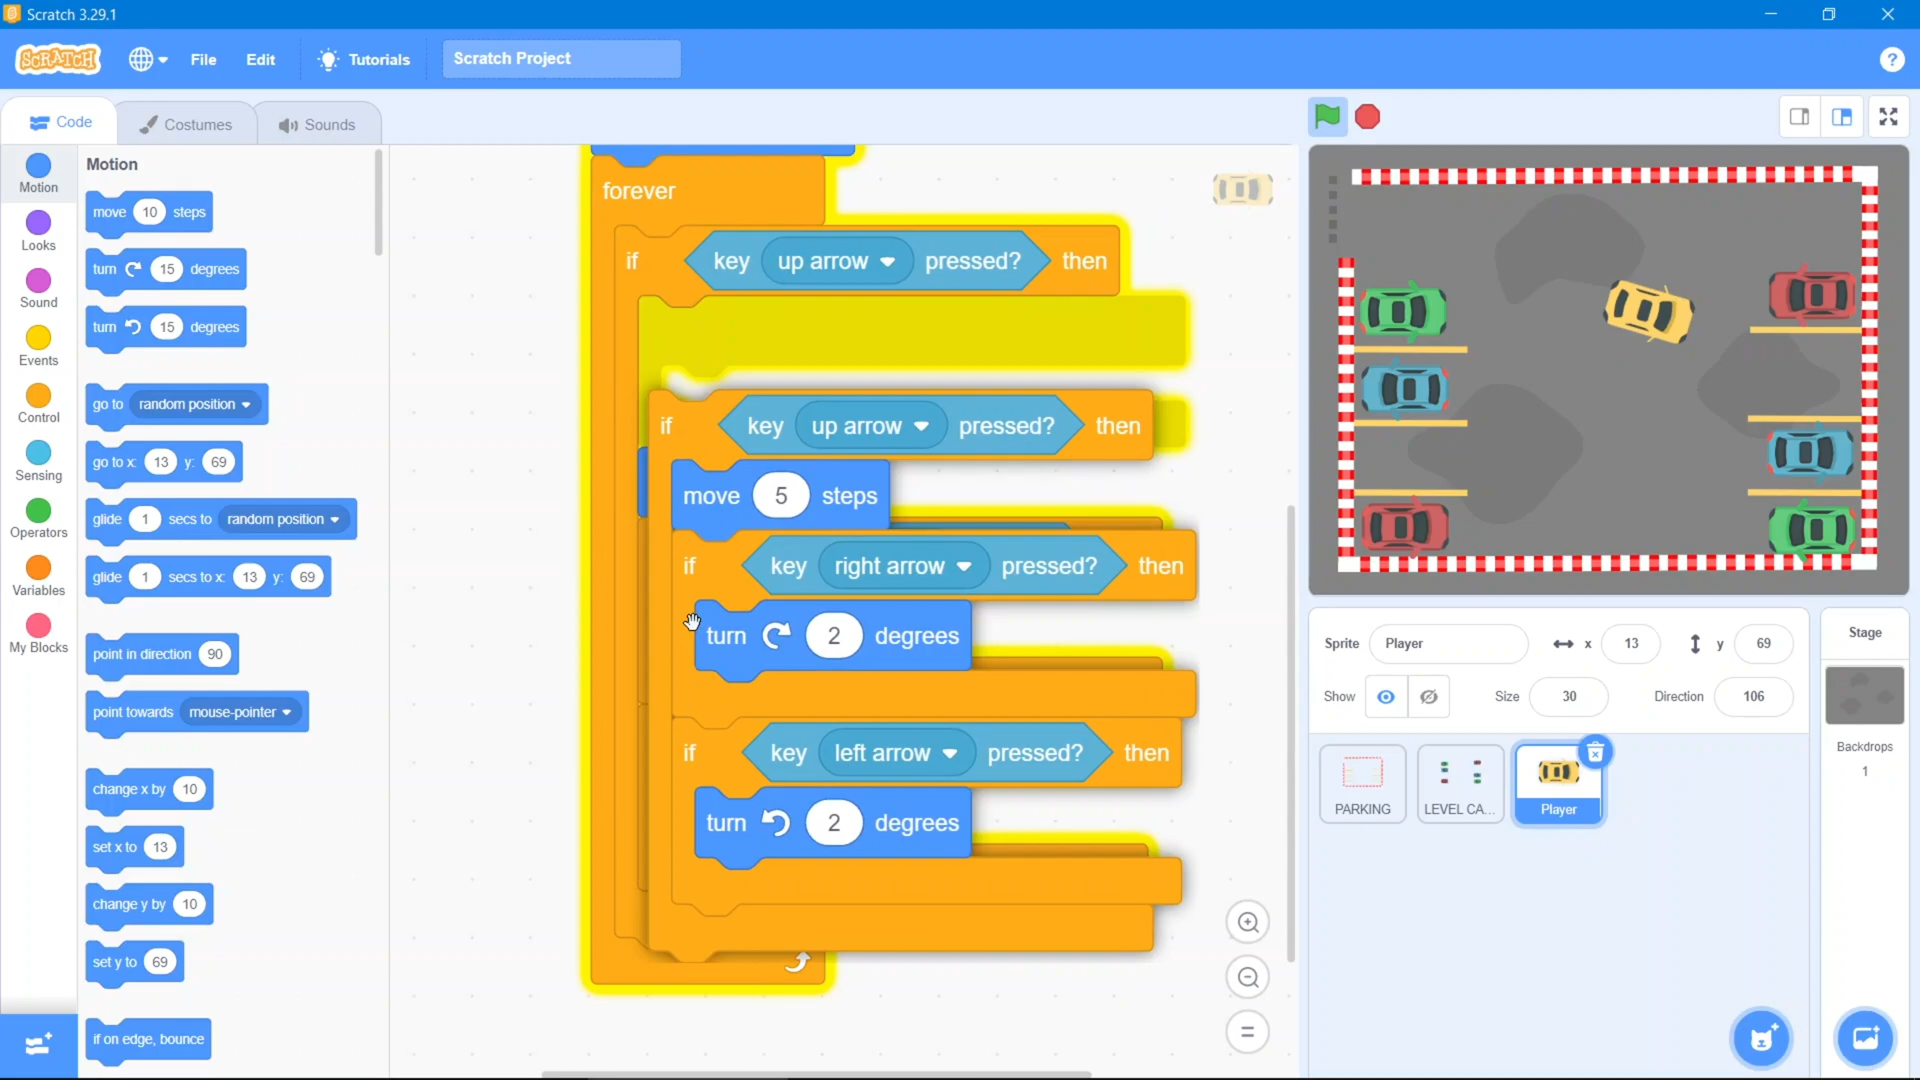 Scratch 3.29.1
SCRATCH
File
Edit
Tutorials
Scratch Project
?
Code
Costumes
Sounds
Motion
Looks
Sound
Events
Control
Sensing
Operators
Variables
My Blocks
Motion
move 10 steps
turn 15 degrees
turn 15 degrees
go to random position
go to x: 13 y: 69
glide 1 secs to random position
glide 1 secs to x: 13 y: 69
point in direction 90
point towards mouse-pointer
change x by 10
set x to 13
change y by 10
set y to 69
if on edge, bounce
forever
if key up arrow pressed? then
if key up arrow pressed? then
move 5 steps
if key right arrow pressed? then
turn 2 degrees
if key left arrow pressed? then
turn 2 degrees
Sprite Player x 13 y 69
Show Size 30 Direction 106
PARKING
LEVEL CA...
Player
Stage
Backdrops
1